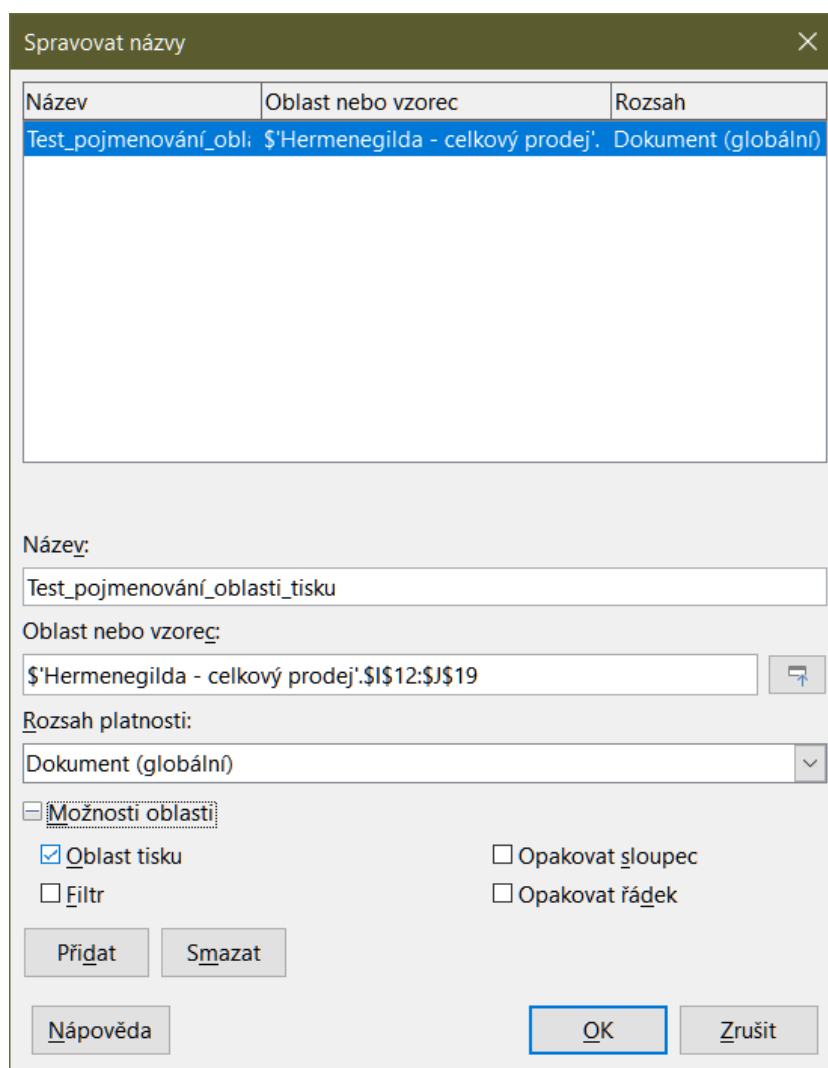 Spravovat názvy
Název Oblast nebo vzorec Rozsah
Test_pojmenování_obla $'Hermenegilda - celkový prodej'. Dokument (globální)
Název:
Test_pojmenování_oblasti_tisku
Oblast nebo vzorec:
$'Hermenegilda - celkový prodej'.$I$12:$J$19
Rozsah platnosti:
Dokument (globální)
Možnosti oblasti
Oblast tisku Opakovat sloupec
Filtr Opakovat řádek
Přidat Smazat
Nápověda OK Zrušit